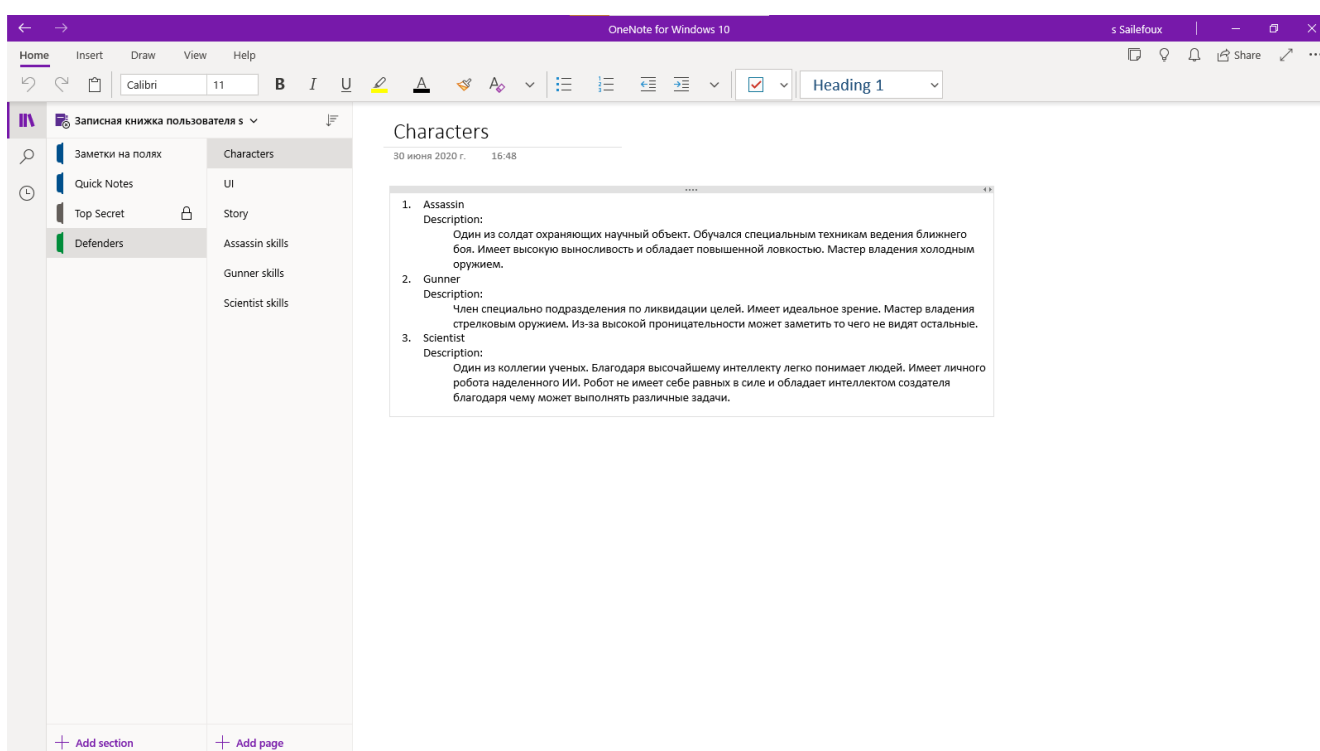 OneNote for Windows 10
s Sailefoux
Home Insert Draw View Help
Share
Calibri 11 B I U A A Heading 1
Записная книжка пользователя s
Заметки на полях
Quick Notes
Top Secret
Defenders
Characters
UI
Story
Assassin skills
Gunner skills
Scientist skills
Add section
Add page
Characters
30 июня 2020 г. 16:48
1. Assassin
Description:
Один из солдат охраняющих научный объект. Обучался специальным техникам ведения ближнего
боя. Имеет высокую выносливость и обладает повышенной ловкостью. Мастер владения холодным
оружием.
2. Gunner
Description:
Член специально подразделения по ликвидации целей. Имеет идеальное зрение. Мастер владения
стрелковым оружием. Из-за высокой проницательности может заметить то чего не видят остальные.
3. Scientist
Description:
Один из коллегии ученых. Благодаря высочайшему интеллекту легко понимает людей. Имеет личного
робота наделенного ИИ. Робот не имеет себе равных в силе и обладает интеллектом создателя
благодаря чему может выполнять различные задачи.